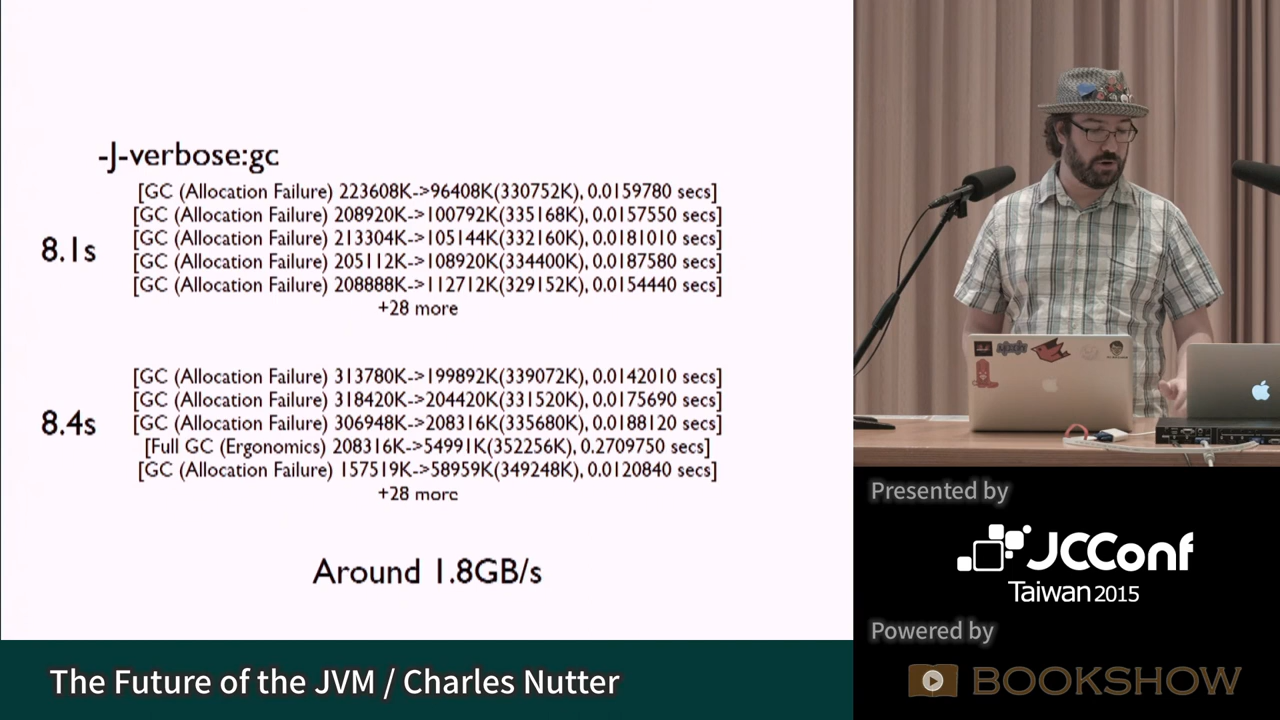 -J-verbose:gc
8.1s
[GC (Allocation Failure) 223608K->96408K(330752K), 0.0159780 secs]
[GC (Allocation Failure) 208920K->100792K(335168K), 0.0157550 secs]
[GC (Allocation Failure) 213304K->105144K(332160K), 0.0181010 secs]
[GC (Allocation Failure) 205112K->108920K(334400K), 0.0187580 secs]
[GC (Allocation Failure) 208888K->112712K(329152K), 0.0154440 secs]
+28 more
8.4s
[GC (Allocation Failure) 313780K->199892K(339072K), 0.0142010 secs]
[GC (Allocation Failure) 318420K->204420K(331520K), 0.0175690 secs]
[GC (Allocation Failure) 306948K->208316K(335680K), 0.0188120 secs]
[Full GC (Ergonomics) 208316K->54991K(352256K), 0.2709750 secs]
[GC (Allocation Failure) 157519K->58959K(349248K), 0.0120840 secs]
+28 more
Around 1.8GB/s
The Future of the JVM / Charles Nutter
Presented by
JCConf
Taiwan 2015
Powered by
BOOKSHOW